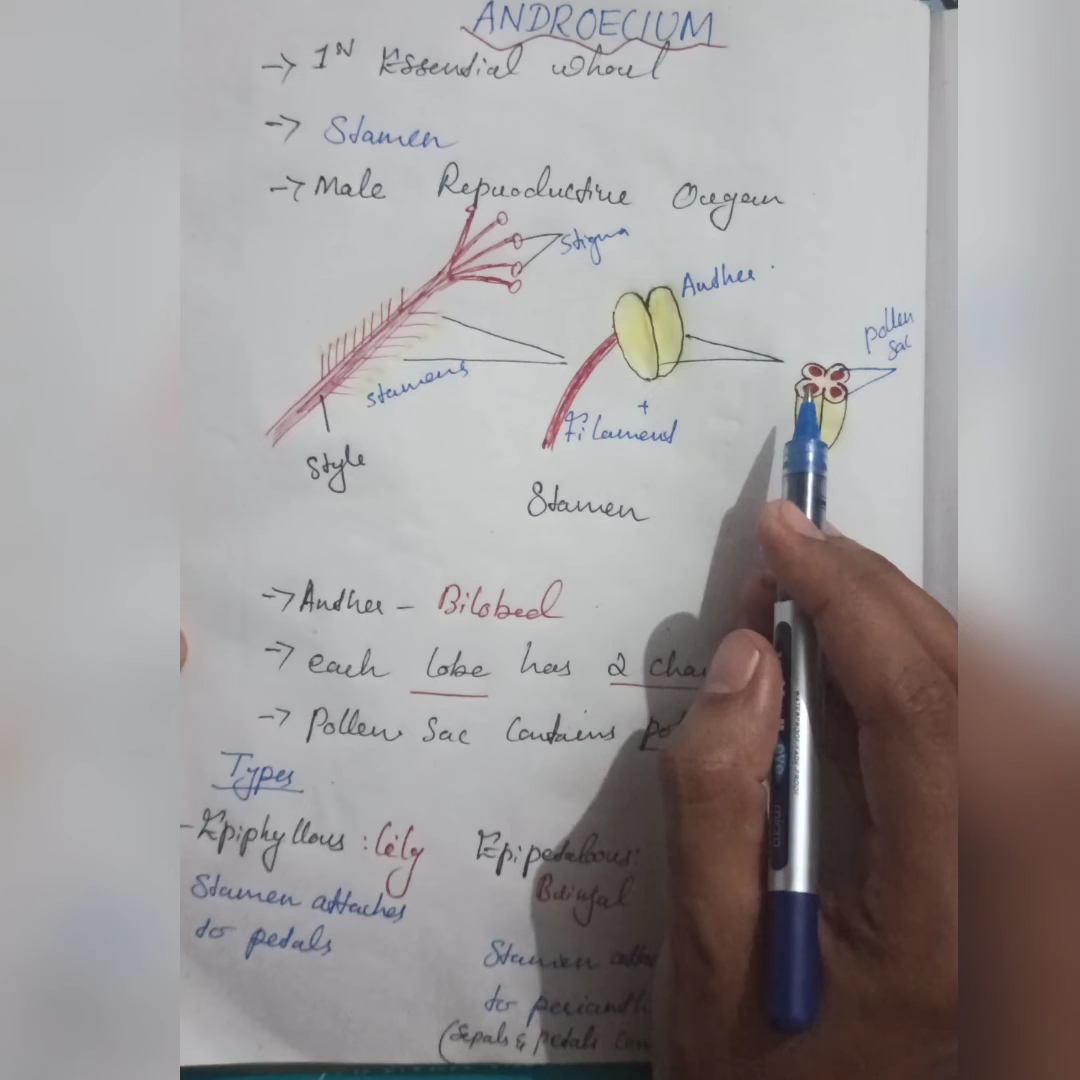 ANDROECIUM
→ 1N Essential whorl
→ Stamen
→ Male Reproductive Organ
Stigma
Anther
pollen
sac
stamens
+
Filament
Style
Stamen
→ Anther - Bilobed
→ each lobe has 2
→ Pollen Sac Contains
Types
- Epiphyllous : lily
Epipetalous:
Brinjal
Stamen attaches
to petals
Stamen
to perianth
(Sepals & petals